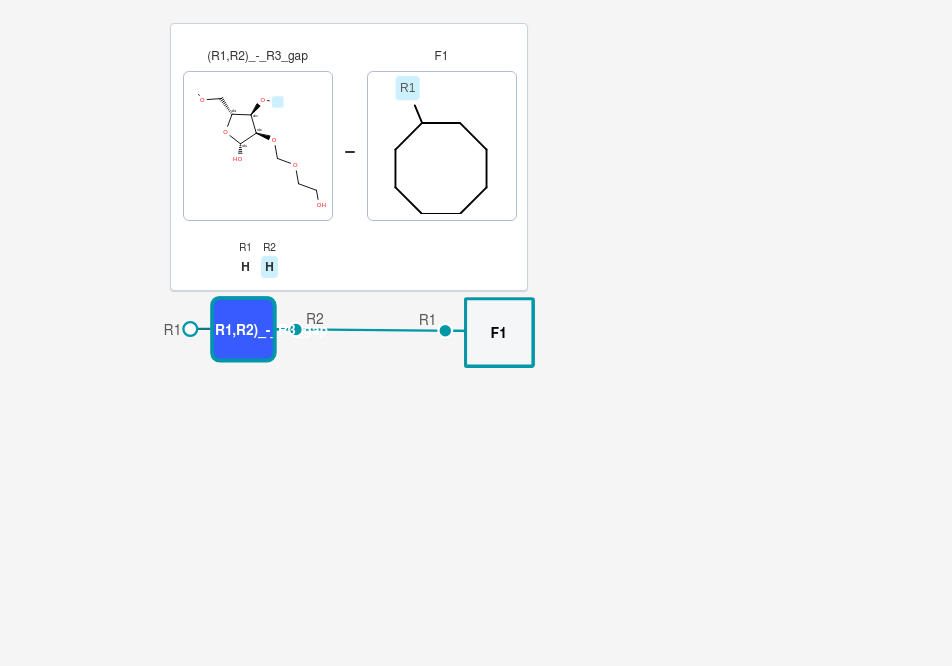 (R1,R2)_-_R3_gap
F1
R1
O
O
O
O
HO
O
OH
–
R1 R2
H H
R1
R1,R2)_-_R3_gap
R2
R1
F1